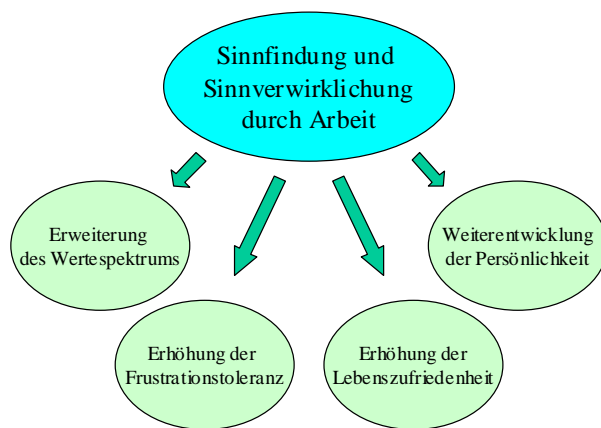 Sinnfindung und
Sinnverwirklichung
durch Arbeit
Erweiterung
des Wertespektrums
Weiterentwicklung
der Persönlichkeit
Erhöhung der
Frustrationstoleranz
Erhöhung der
Lebenszufriedenheit